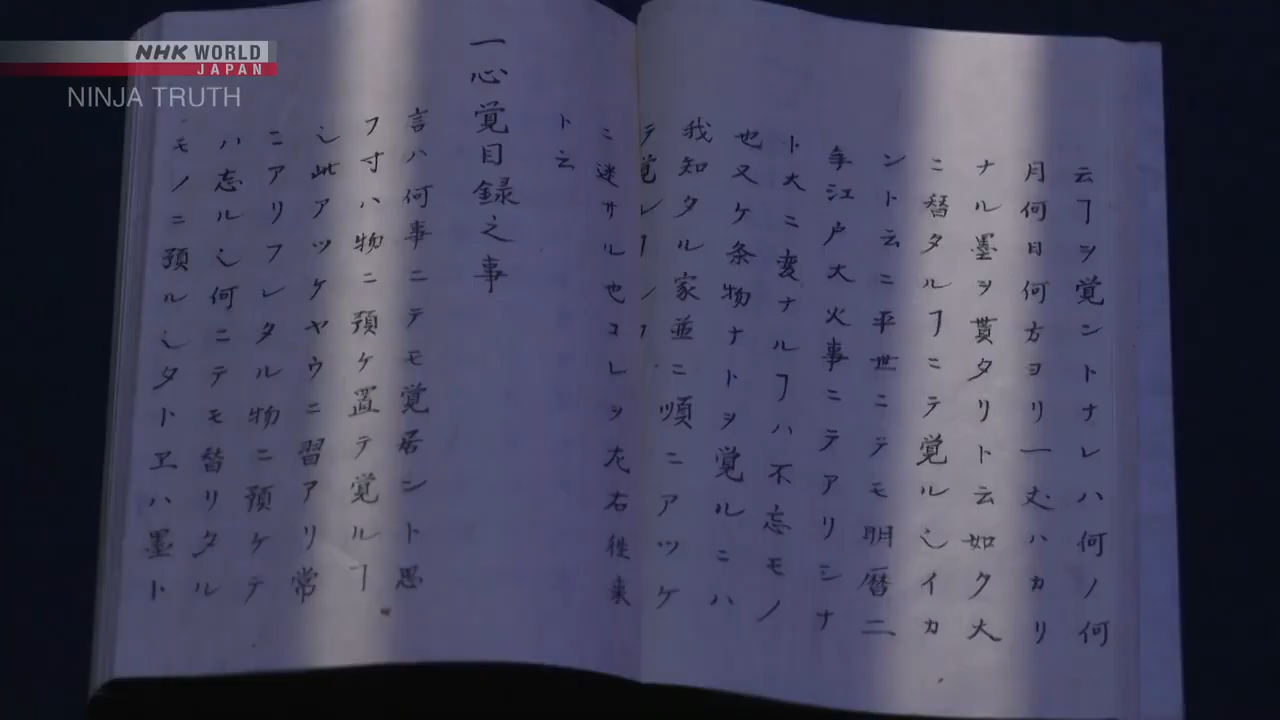 NHK WORLD
JAPAN
NINJA TRUTH
云ヿヲ覚ントナレハ何ノ何
月何日何方ヨリ一丈ハカリ
ナル墨ヲ貰タリト云如ク大
ニ替タルヿニテ覚ル也イカ
ント云ニ平世ニテモ明暦二
年江戸大火事ニテアリシナ
ト大ニ変ナルヿハ不忘モノ
也又ケ条物ナトヲ覚ルニハ
我知タル家並ニ順ニアツケ
テ覚
ニ迷サル也コレヲ左右往来
ト云
一心覚目録之事
言ハ何事ニテモ覚居ント思
フ寸ハ物ニ預ケ置テ覚ルヿ
也此アツケヤウニ習アリ常
ニアリフレタル物ニ預ケテ
ハ忘ル也何ニテモ替リタル
モノニ預ル也タトヱハ墨ト